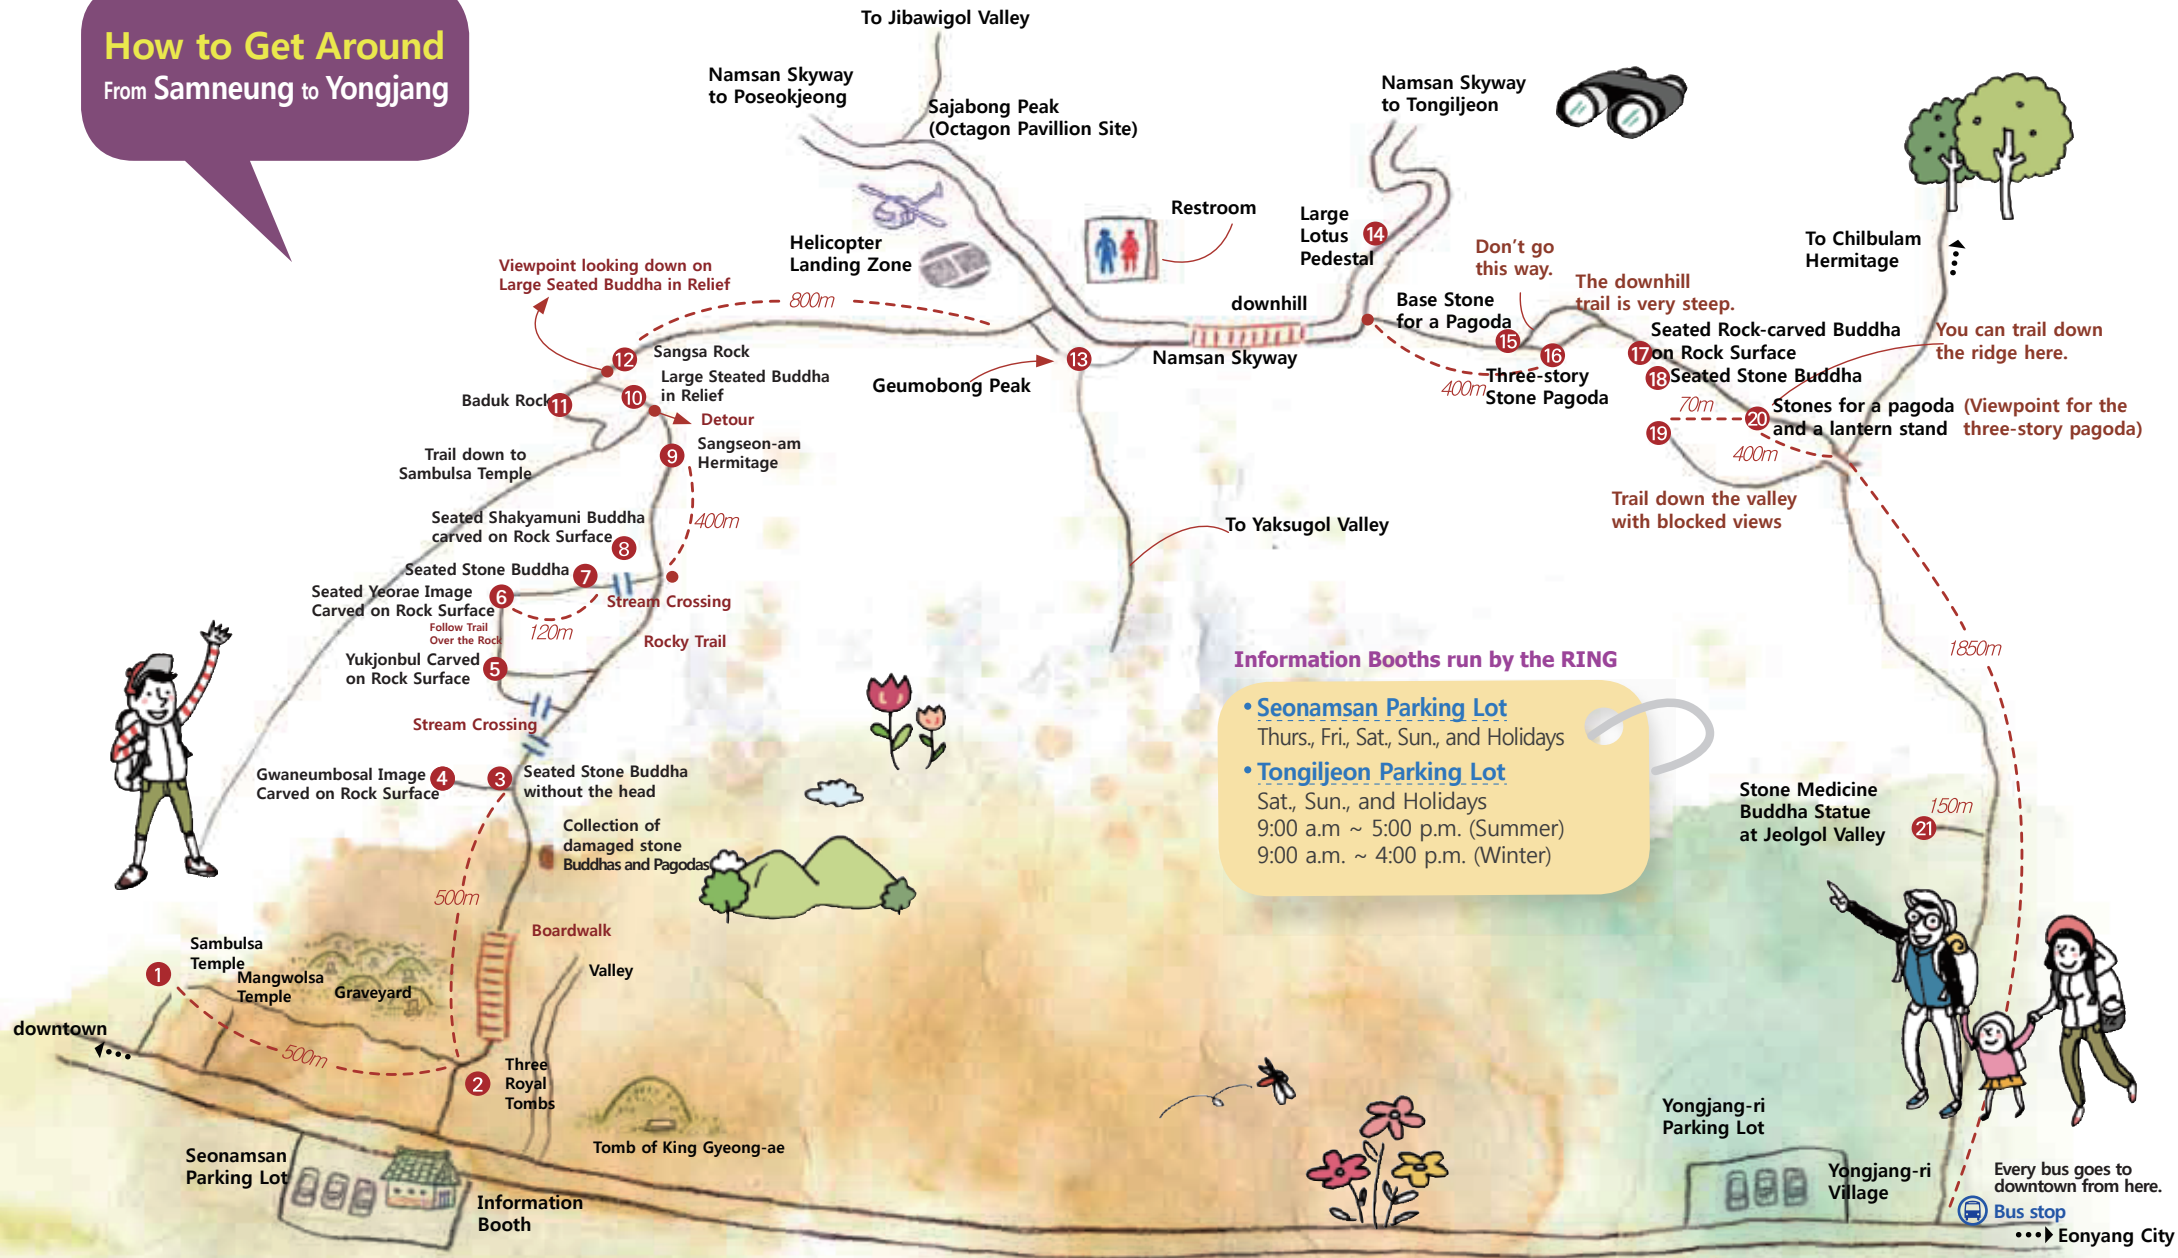 How to Get Around
From Samneung to Yongjang
To Jibawigol Valley
Namsan Skyway
to Poseokjeong
Sajabong Peak
(Octagon Pavillion Site)
Namsan Skyway
to Tongiljeon
Helicopter
Landing Zone
Restroom
Large
Lotus
Pedestal
14
Don't go
this way.
The downhill
trail is very steep.
To Chilbulam
Hermitage
Viewpoint looking down on
Large Seated Buddha in Relief
800m
downhill
Base Stone
for a Pagoda
15
16
Three-story
Stone Pagoda
400m
Seated Rock-carved Buddha
on Rock Surface
17
18
Seated Stone Buddha
You can trail down
the ridge here.
70m
19
20
Stones for a pagoda
and a lantern stand
(Viewpoint for the
three-story pagoda)
400m
Trail down the valley
with blocked views
12
Sangsa Rock
Large Steated Buddha
in Relief
10
Baduk Rock
11
Detour
Geumobong Peak
13
Namsan Skyway
Sangseon-am
Hermitage
9
Trail down to
Sambulsa Temple
400m
To Yaksugol Valley
Seated Shakyamuni Buddha
carved on Rock Surface
8
Seated Stone Buddha
7
Seated Yeorae Image
Carved on Rock Surface
6
Stream Crossing
Follow Trail
Over the Rock
120m
Rocky Trail
Yukjonbul Carved
on Rock Surface
5
Stream Crossing
Gwaneumbosal Image
Carved on Rock Surface
4
3
Seated Stone Buddha
without the head
Collection of
damaged stone
Buddhas and Pagodas
500m
Boardwalk
Valley
1
Sambulsa
Temple
Mangwolsa
Temple
Graveyard
downtown
500m
2
Three
Royal
Tombs
Tomb of King Gyeong-ae
Seonamsan
Parking Lot
Information
Booth
Information Booths run by the RING
• Seonamsan Parking Lot
Thurs., Fri., Sat., Sun., and Holidays
• Tongiljeon Parking Lot
Sat., Sun., and Holidays
9:00 a.m ~ 5:00 p.m. (Summer)
9:00 a.m. ~ 4:00 p.m. (Winter)
1850m
Stone Medicine
Buddha Statue
at Jeolgol Valley
21
150m
Yongjang-ri
Parking Lot
Yongjang-ri
Village
Every bus goes to
downtown from here.
Bus stop
Eonyang City